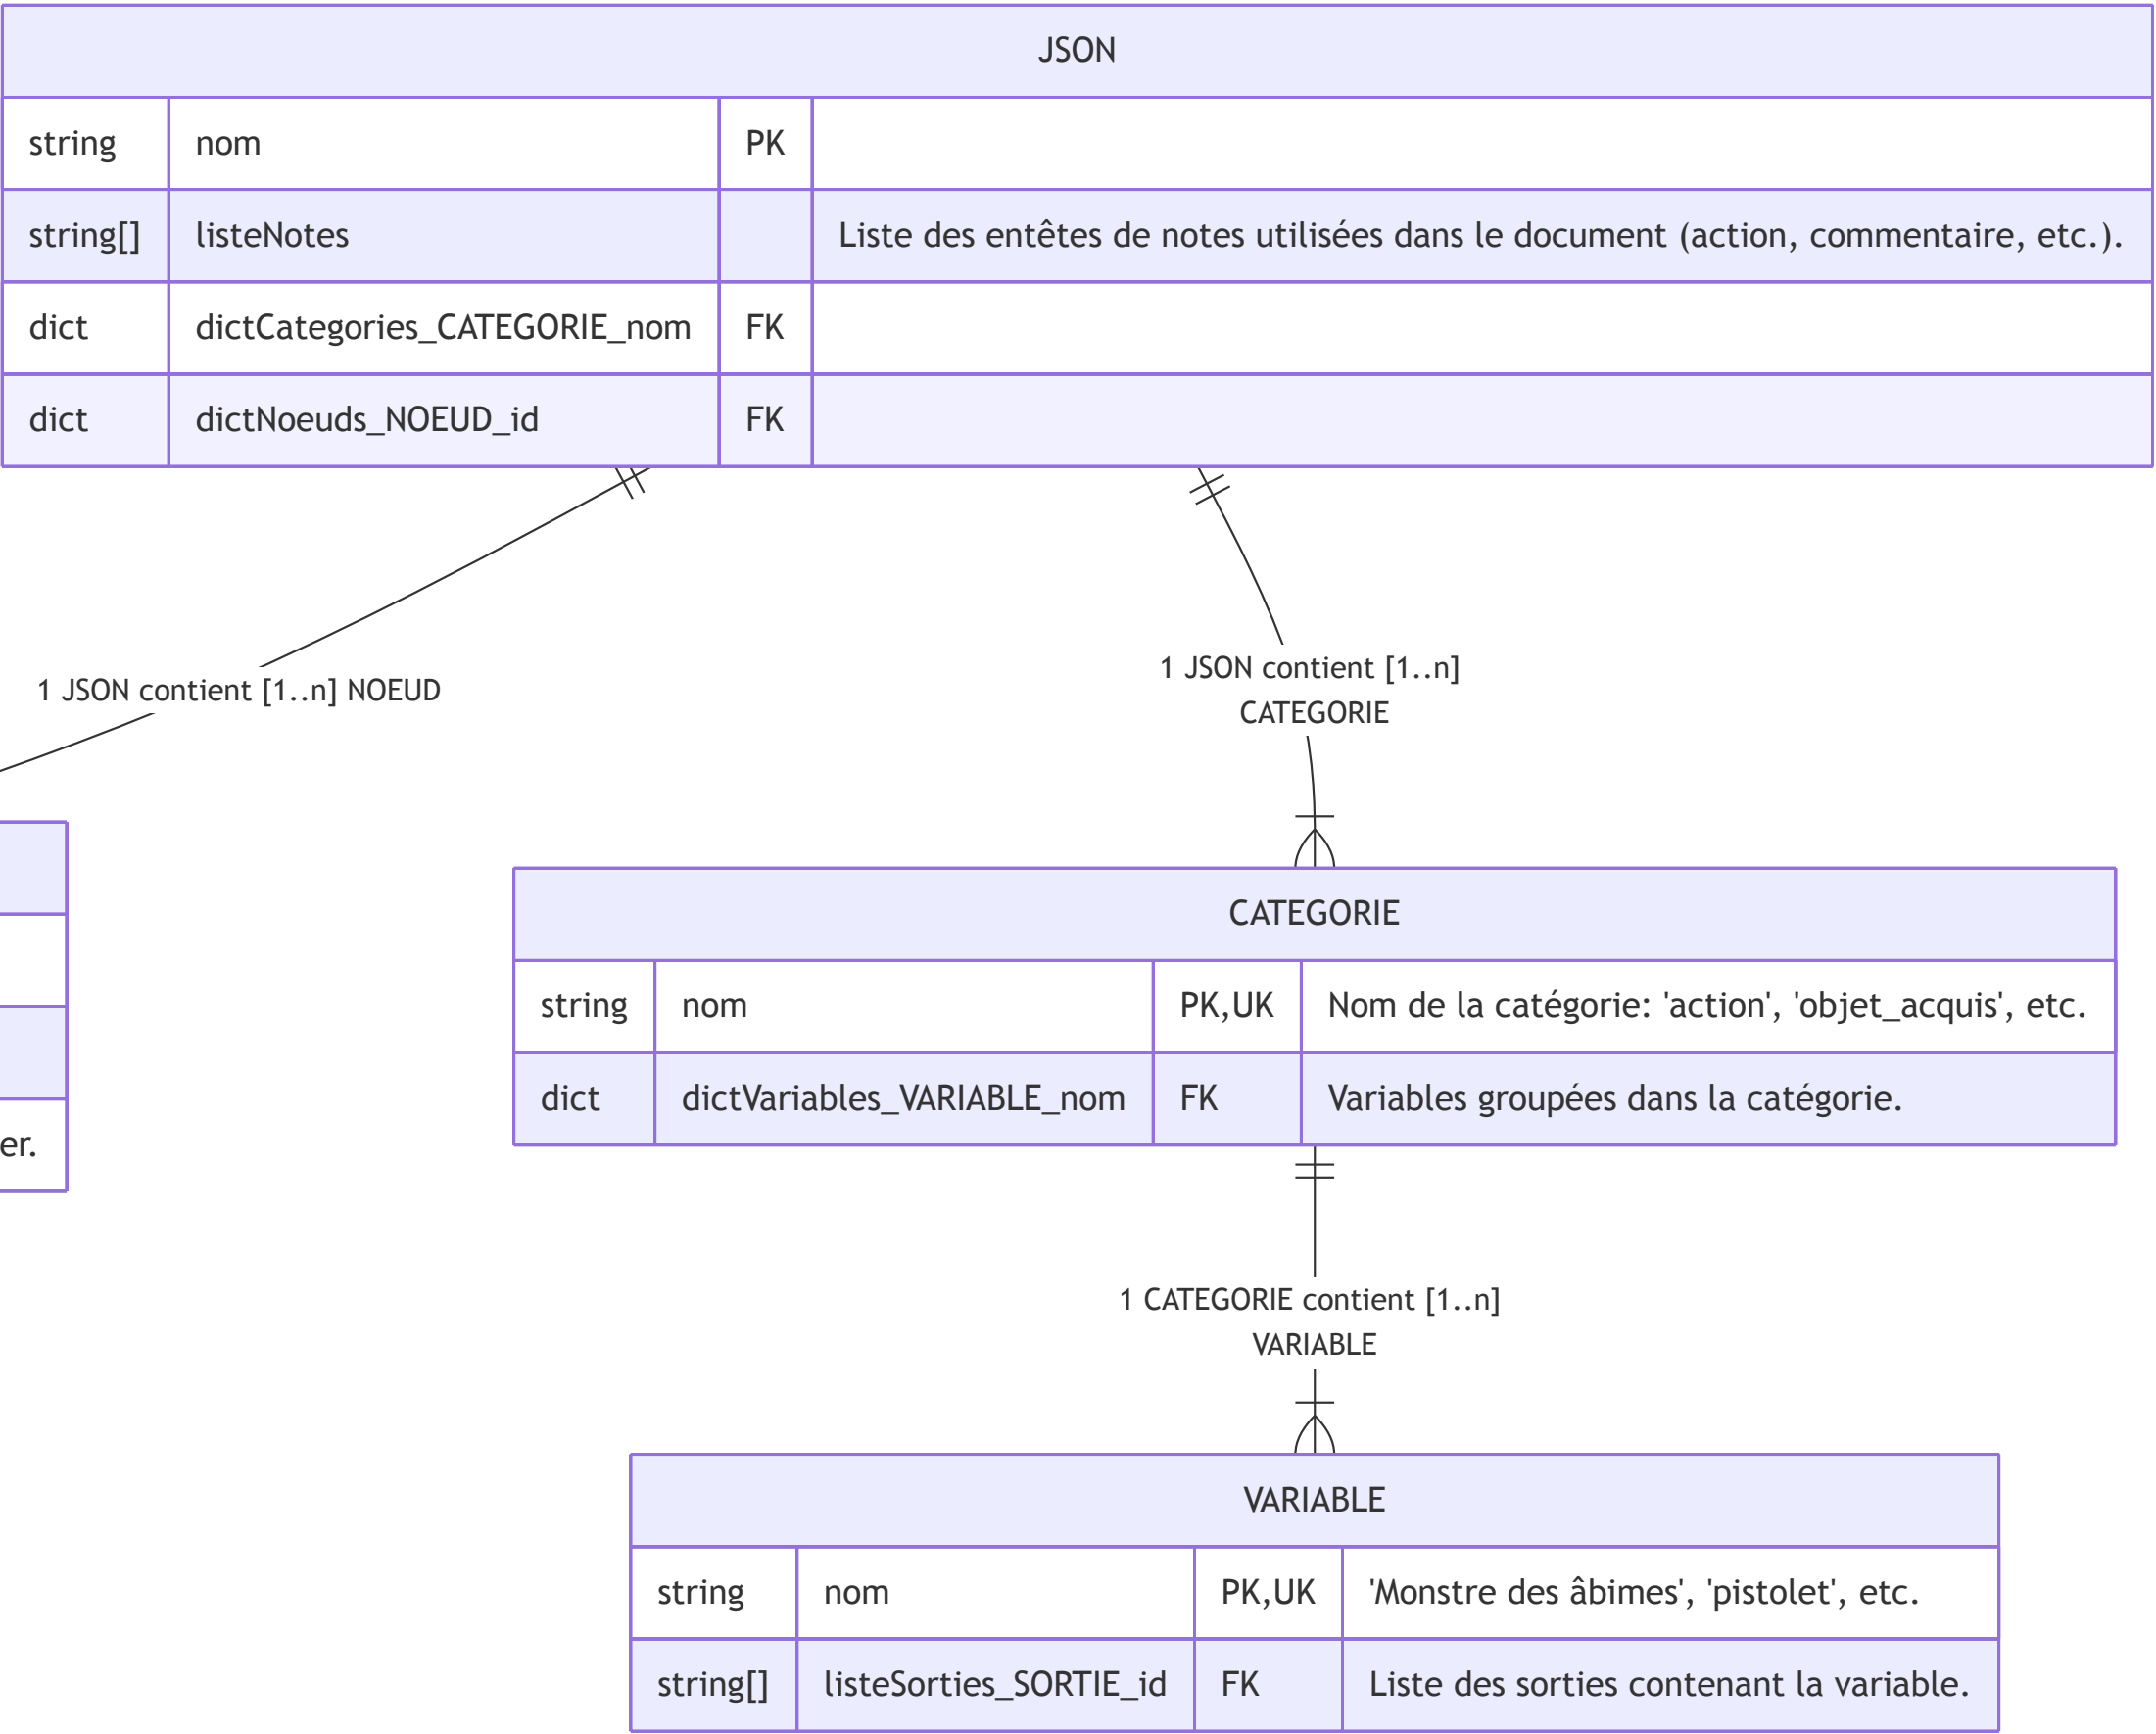 JSON
string nom PK
string[] listeNotes Liste des entêtes de notes utilisées dans le document (action, commentaire, etc.).
dict dictCategories_CATEGORIE_nom FK
dict dictNoeuds_NOEUD_id FK
1 JSON contient [1..n] NOEUD
1 JSON contient [1..n]
CATEGORIE
er.
CATEGORIE
string nom PK,UK Nom de la catégorie: 'action', 'objet_acquis', etc.
dict dictVariables_VARIABLE_nom FK Variables groupées dans la catégorie.
1 CATEGORIE contient [1..n]
VARIABLE
VARIABLE
string nom PK,UK 'Monstre des âbimes', 'pistolet', etc.
string[] listeSorties_SORTIE_id FK Liste des sorties contenant la variable.